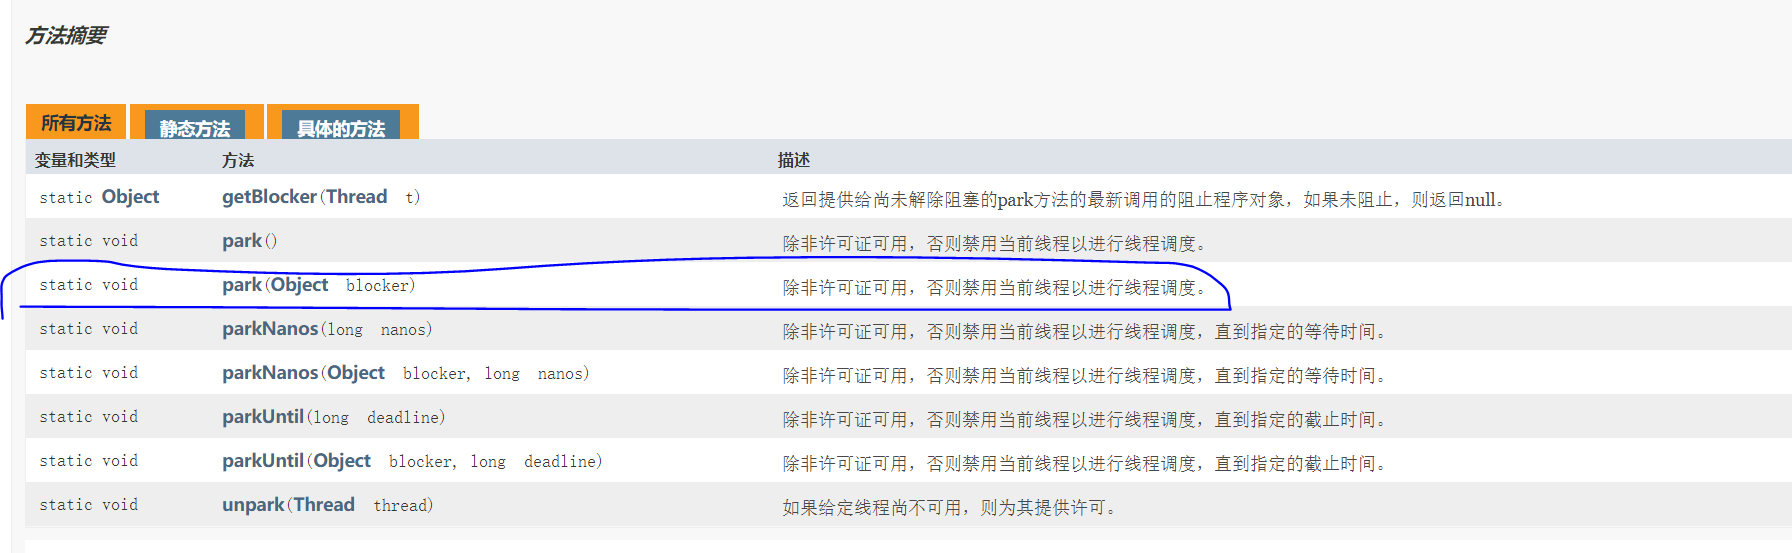 方法摘要
所有方法 静态方法 具体的方法
变量和类型 方法 描述
static Object getBlocker(Thread t) 返回提供给尚未解除阻塞的park方法的最新调用的阻止程序对象，如果未阻止，则返回null。
static void park() 除非许可证可用，否则禁用当前线程以进行线程调度。
static void park(Object blocker) 除非许可证可用，否则禁用当前线程以进行线程调度。
static void parkNanos(long nanos) 除非许可证可用，否则禁用当前线程以进行线程调度，直到指定的等待时间。
static void parkNanos(Object blocker, long nanos) 除非许可证可用，否则禁用当前线程以进行线程调度，直到指定的等待时间。
static void parkUntil(long deadline) 除非许可证可用，否则禁用当前线程以进行线程调度，直到指定的截止时间。
static void parkUntil(Object blocker, long deadline) 除非许可证可用，否则禁用当前线程以进行线程调度，直到指定的截止时间。
static void unpark(Thread thread) 如果给定线程尚不可用，则为其提供许可。